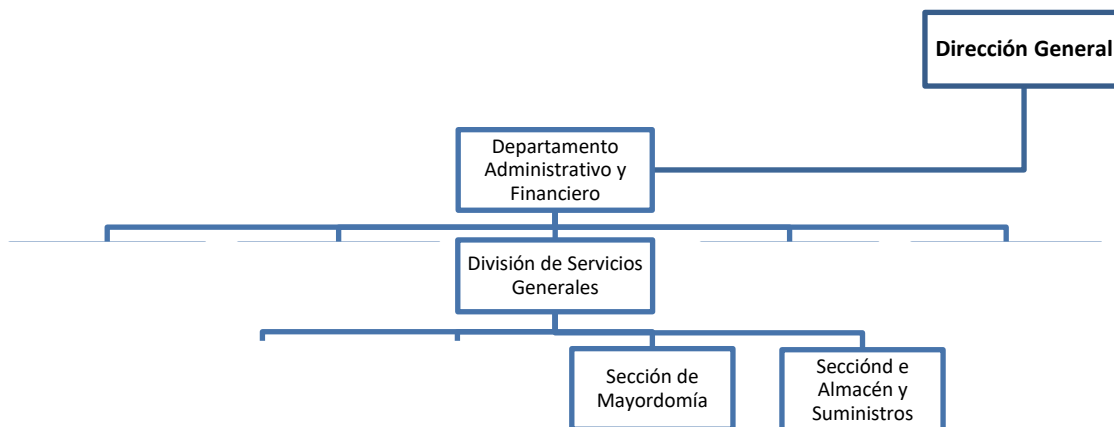 Dirección General
Departamento
Administrativo y
Financiero
División de Servicios
Generales
Sección de
Mayordomía
Secciónd e
Almacén y
Suministros